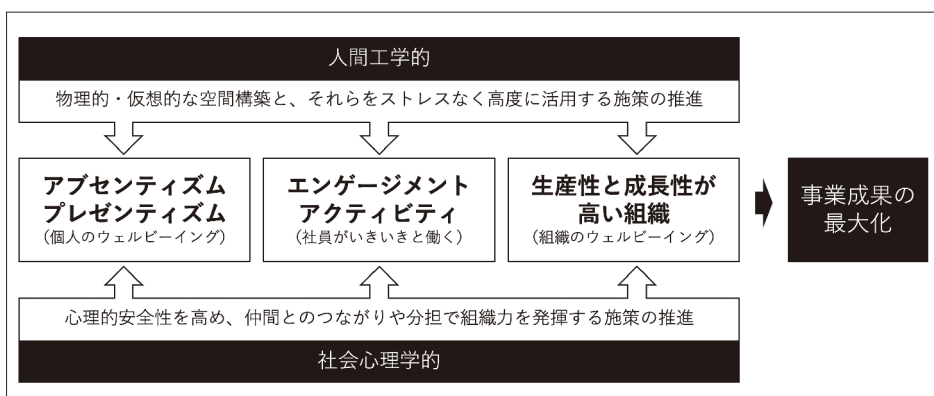 人間工学的
物理的・仮想的な空間構築と、それらをストレスなく高度に活用する施策の推進
アブセンティズム
プレゼンティズム
（個人のウェルビーイング）
エンゲージメント
アクティビティ
（社員がいきいきと働く）
生産性と成長性が
高い組織
（組織のウェルビーイング）
事業成果の
最大化
心理的安全性を高め、仲間とのつながりや分担で組織力を発揮する施策の推進
社会心理学的